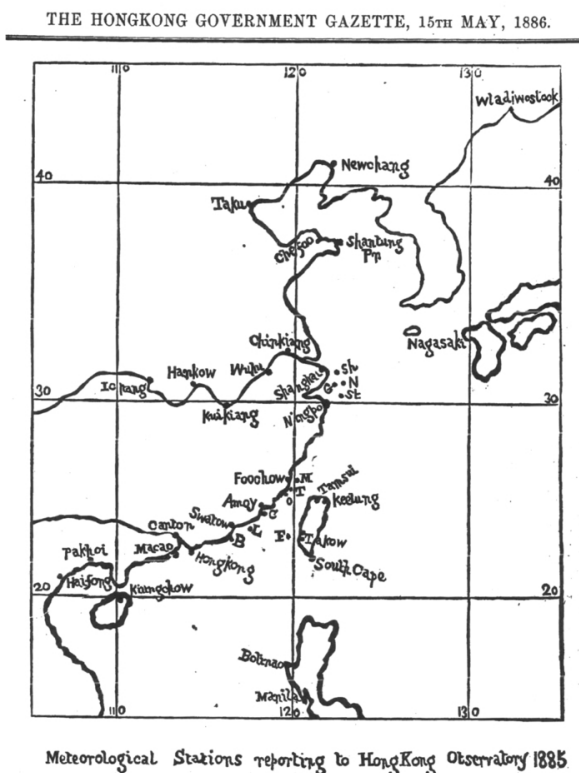 THE HONGKONG GOVERNMENT GAZETTE, 15TH MAY, 1886.
110 120 130
Wladiwostock
Newchang
40 40
Taku
Chefoo
Shantung
Pr.
Chinkiang
Nagasaki
Wuhu
Hankow
Ichang
Shanghai
Sh
G N
St
30 30
Kuikiang
Ningpo
Foochow M
T
O
Tamsui
Keelung
Amoy
C
Swatow
L
Canton
B
F
Takow
Macao
Hongkong
Pakhoi
South Cape
Haifong
20 20
Kiungchow
Bolinao
Manila
110 120 130
Meteorological Stations reporting to HongKong Observatory 1885